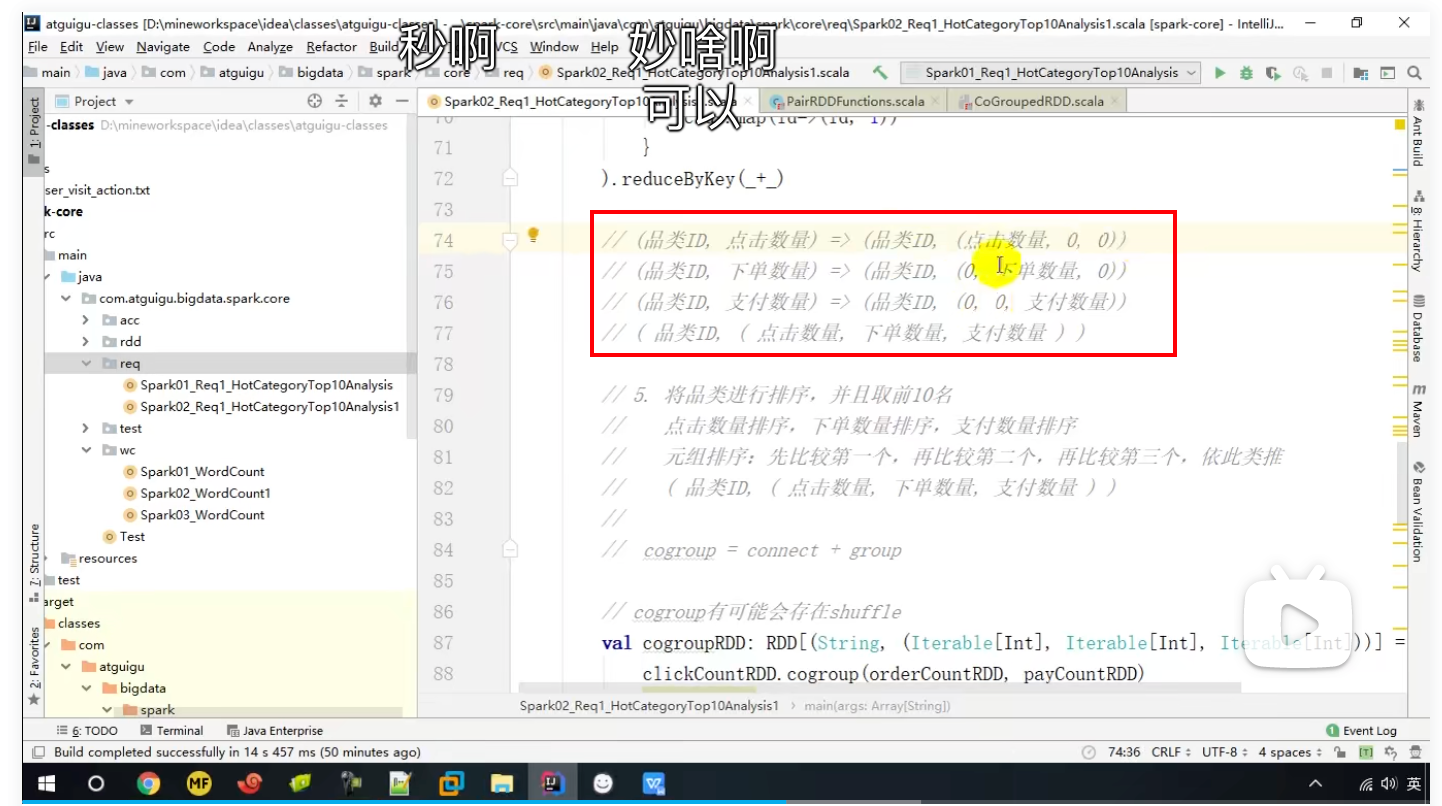 atguigu-classes [D:\mineworkspace\idea\classes\atguigu-classes] - ...\spark-core\src\main\java\com\atguigu\bigdata\spark\core\req\Spark02_Req1_HotCategoryTop10Analysis1.scala [spark-core] - IntelliJ...
秒啊 妙啥啊
可以
File Edit View Navigate Code Analyze Refactor Build VCS Window Help
main java com atguigu bigdata spark core req Spark02_Req1_HotCategoryTop10Analysis1.scala Spark01_Req1_HotCategoryTop10Analysis
1: Project
7: Structure
2: Favorites
Project
-classes D:\mineworkspace\idea\classes\atguigu-classes
s
ser_visit_action.txt
k-core
rc
main
java
com.atguigu.bigdata.spark.core
acc
rdd
req
Spark01_Req1_HotCategoryTop10Analysis
Spark02_Req1_HotCategoryTop10Analysis1
test
wc
Spark01_WordCount
Spark02_WordCount1
Spark03_WordCount
Test
resources
test
arget
classes
com
atguigu
bigdata
spark
Spark02_Req1_HotCategoryTop10Analysis1.scala PairRDDFunctions.scala CoGroupedRDD.scala
70 map(id=>(id, 1))
71 }
72 ).reduceByKey(_+_)
73
74 // (品类ID, 点击数量) => (品类ID, (点击数量, 0, 0))
75 // (品类ID, 下单数量) => (品类ID, (0, 下单数量, 0))
76 // (品类ID, 支付数量) => (品类ID, (0, 0, 支付数量))
77 // ( 品类ID, ( 点击数量, 下单数量, 支付数量 ) )
78
79 // 5. 将品类进行排序，并且取前10名
80 // 点击数量排序，下单数量排序，支付数量排序
81 // 元组排序：先比较第一个，再比较第二个，再比较第三个，依此类推
82 // ( 品类ID, ( 点击数量, 下单数量, 支付数量 ) )
83 //
84 // cogroup = connect + group
85
86 // cogroup有可能会存在shuffle
87 val cogroupRDD: RDD[(String, (Iterable[Int], Iterable[Int], Iterable[Int]))] =
88 clickCountRDD.cogroup(orderCountRDD, payCountRDD)
Spark02_Req1_HotCategoryTop10Analysis1 main(args: Array[String])
Ant Build
8: Hierarchy
Database
m Maven
Bean Validation
6: TODO Terminal Java Enterprise 1 Event Log
Build completed successfully in 14 s 457 ms (50 minutes ago) 74:36 CRLF UTF-8 4 spaces [T]
MF IJ 英